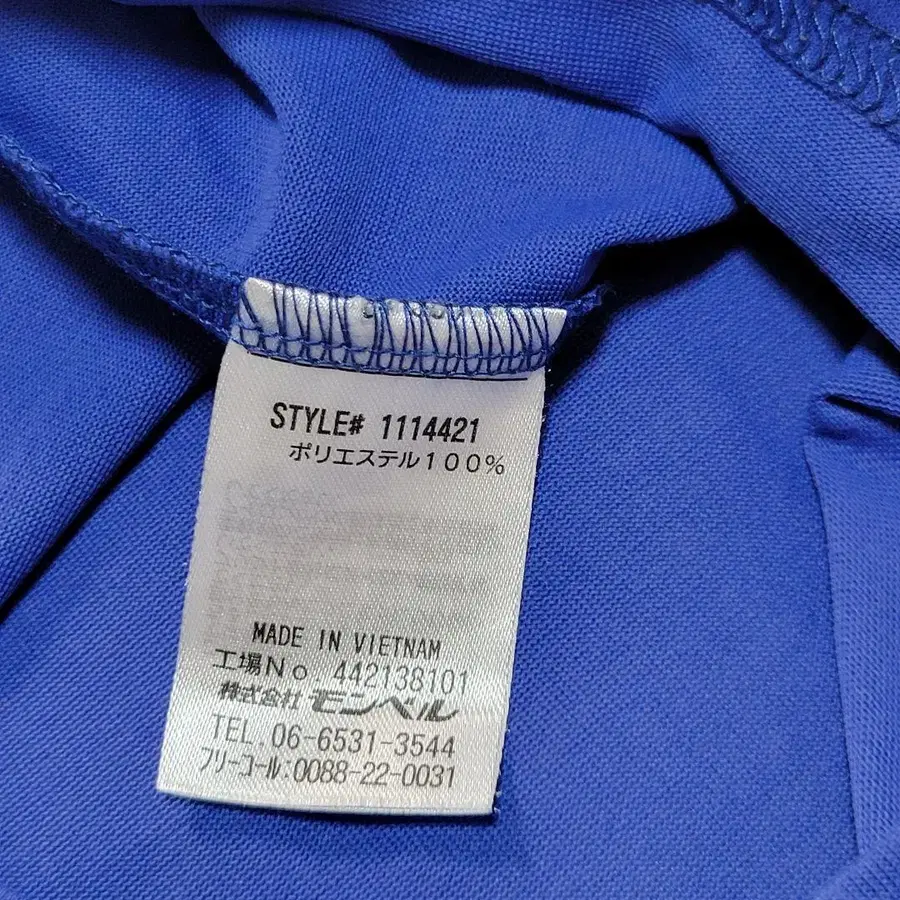 STYLE# 1114421
ポリエステル100%
MADE IN VIETNAM
工場No. 442138101
株式会社 モンベル
TEL.06-6531-3544
フリーコール:0088-22-0031